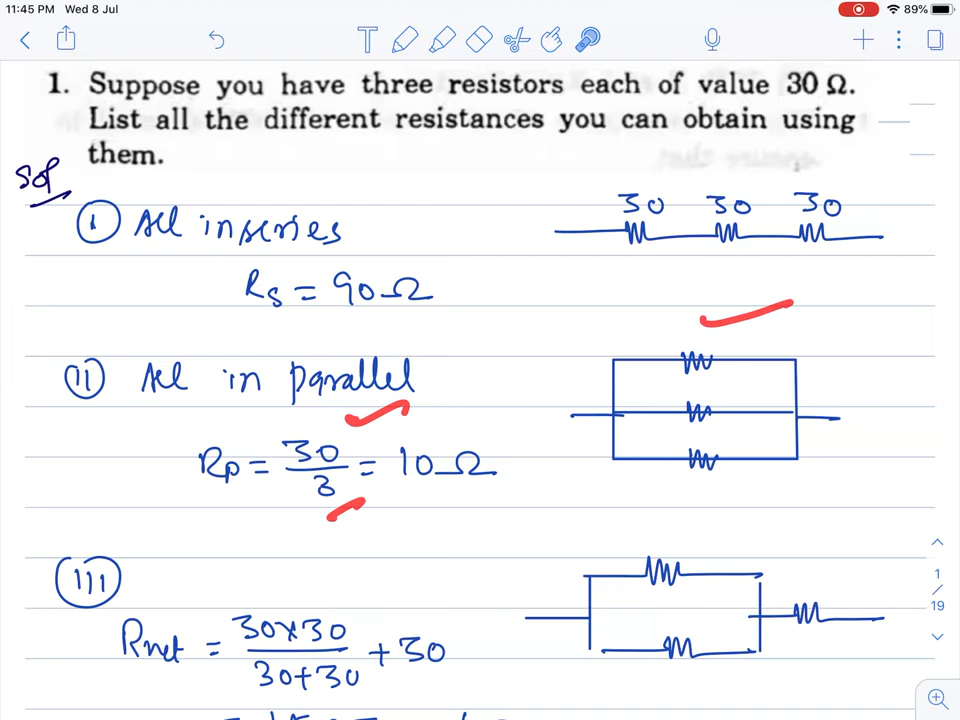 11:45 PM Wed 8 Jul
89%
1. Suppose you have three resistors each of value 30 Ω.
List all the different resistances you can obtain using
them.
Sol
(i) All in series
30 30 30
Rs = 90Ω
(ii) All in parallel
Rp = 30/3 = 10Ω
(iii)
Rnet = 30×30/30+30 + 30
1
/
19